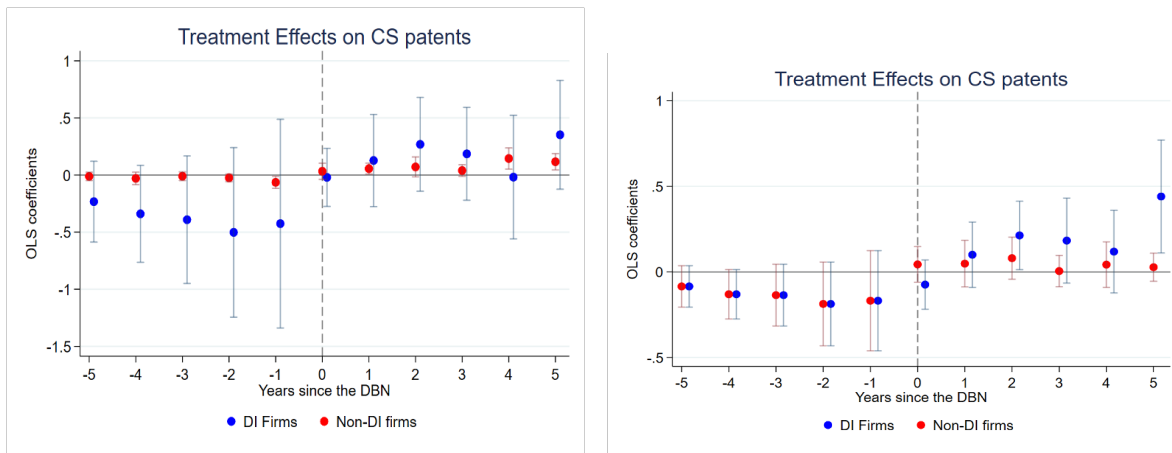 Treatment Effects on CS patents
1
.5
0
-.5
-1
-1.5
OLS coefficients
-5 -4 -3 -2 -1 0 1 2 3 4 5
Years since the DBN
DI Firms Non-DI firms
Treatment Effects on CS patents
1
.5
0
-.5
OLS coefficients
-5 -4 -3 -2 -1 0 1 2 3 4 5
Years since the DBN
DI Firms Non-DI firms